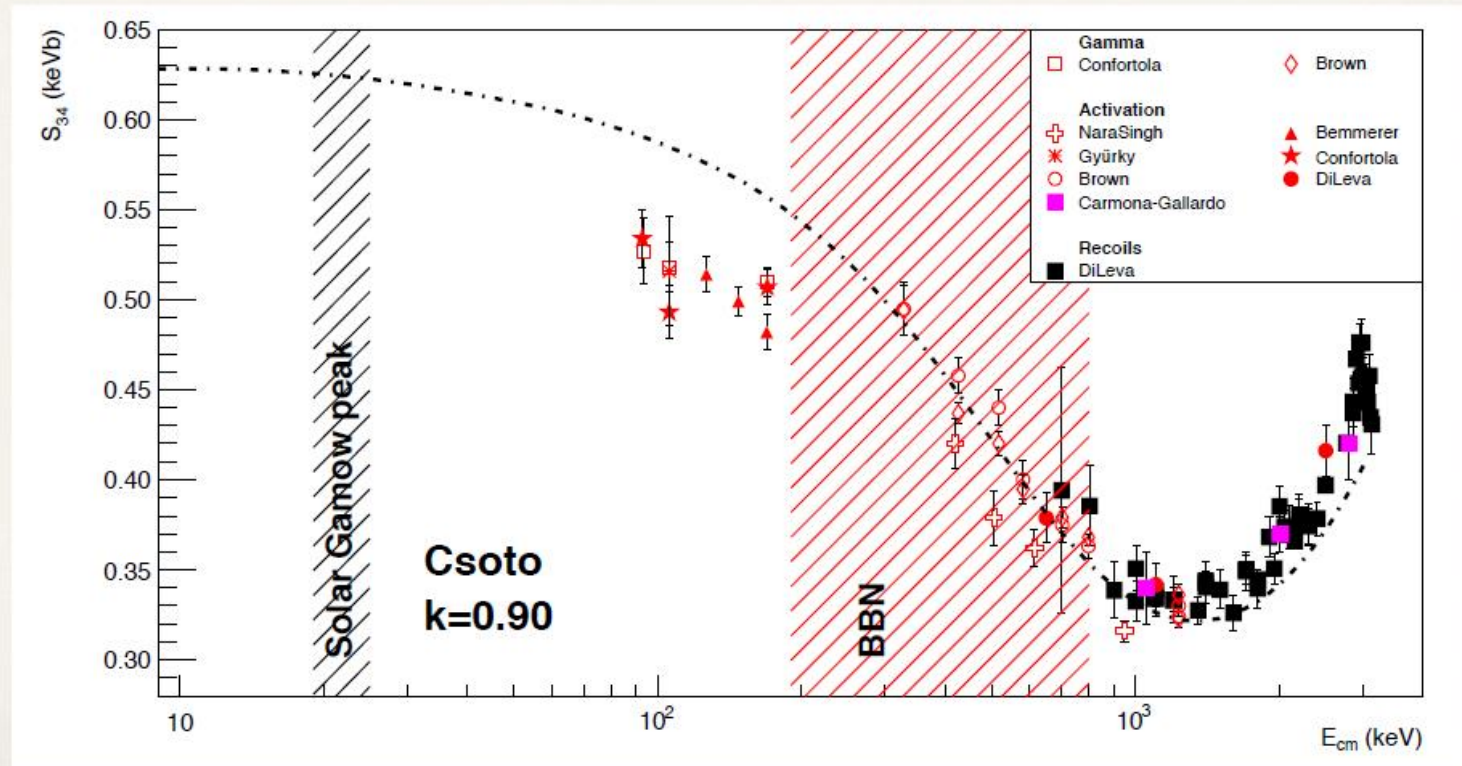 S34 (keVb)
0.65
0.60
0.55
0.50
0.45
0.40
0.35
0.30
Solar Gamow peak
Csoto
k=0.90
BBN
Gamma
Confortola
Brown
Activation
NaraSingh
Bemmerer
Gyürky
Confortola
Brown
DiLeva
Carmona-Gallardo
Recoils
DiLeva
10
10²
10³
Ecm (keV)